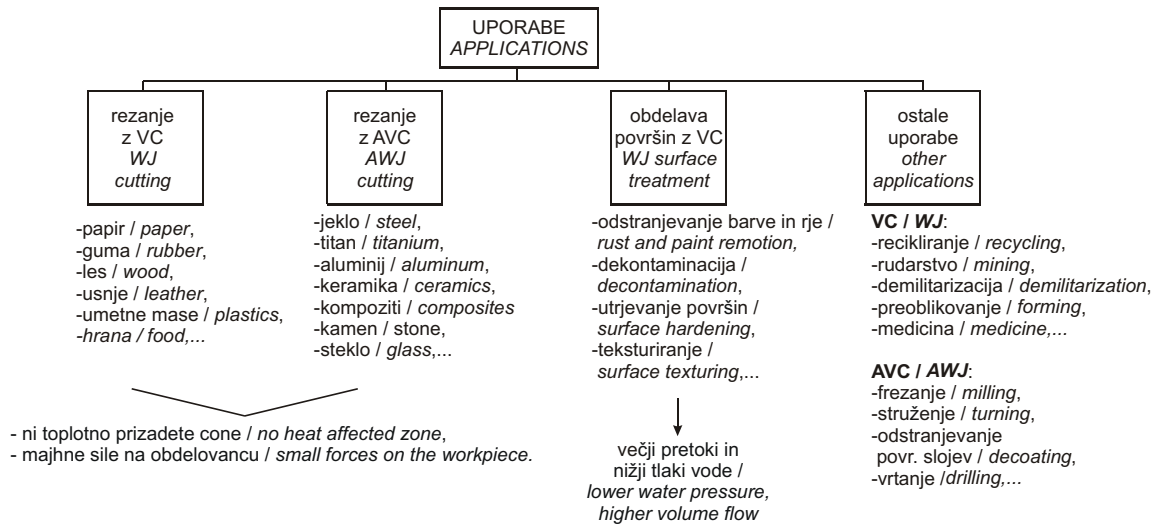 UPORABE
APPLICATIONS
rezanje
z VC
WJ
cutting
rezanje
z AVC
AWJ
cutting
obdelava
površin z VC
WJ surface
treatment
ostale
uporabe
other
applications
-papir / paper,
-guma / rubber,
-les / wood,
-usnje / leather,
-umetne mase / plastics,
-hrana / food,...
-jeklo / steel,
-titan / titanium,
-aluminij / aluminum,
-keramika / ceramics,
-kompoziti / composites
-kamen / stone,
-steklo / glass,...
- ni toplotno prizadete cone / no heat affected zone,
- majhne sile na obdelovancu / small forces on the workpiece.
-odstranjevanje barve in rje /
rust and paint remotion,
-dekontaminacija /
decontamination,
-utrjevanje površin /
surface hardening,
-teksturiranje /
surface texturing,...
večji pretoki in
nižji tlaki vode /
lower water pressure,
higher volume flow
VC / WJ:
-recikliranje / recycling,
-rudarstvo / mining,
-demilitarizacija / demilitarization,
-preoblikovanje / forming,
-medicina / medicine,...
AVC / AWJ:
-frezanje / milling,
-struženje / turning,
-odstranjevanje
povr. slojev / decoating,
-vrtanje /drilling,...